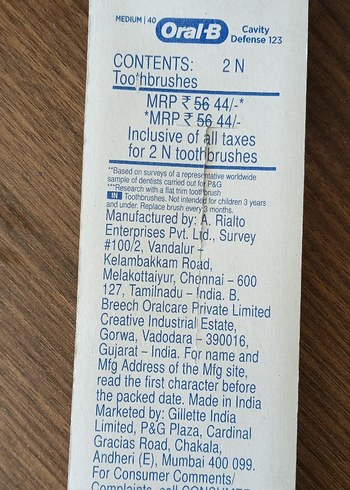 MEDIUM | 40 Oral-B Cavity
Defense 123
CONTENTS: 2 N
Toothbrushes
MRP ₹ 56 44/-*
*MRP ₹ 56 44/-
Inclusive of all taxes
for 2 N toothbrushes
**Based on surveys of a representative worldwide
sample of dentists carried out for P&G
***Research with a flat trim toothbrush
IN Toothbrushes. Not intended for children 3 years
and under. Replace brush every 3 months.
Manufactured by: A. Rialto
Enterprises Pvt. Ltd., Survey
#100/2, Vandalur –
Kelambakkam Road,
Melakottaiyur, Chennai – 600
127, Tamilnadu – India. B.
Breech Oralcare Private Limited
Creative Industrial Estate,
Gorwa, Vadodara – 390016,
Gujarat – India. For name and
Mfg Address of the Mfg site,
read the first character before
the packed date. Made in India
Marketed by: Gillette India
Limited, P&G Plaza, Cardinal
Gracias Road, Chakala,
Andheri (E), Mumbai 400 099.
For Consumer Comments/
Complaints, call CONSUMER